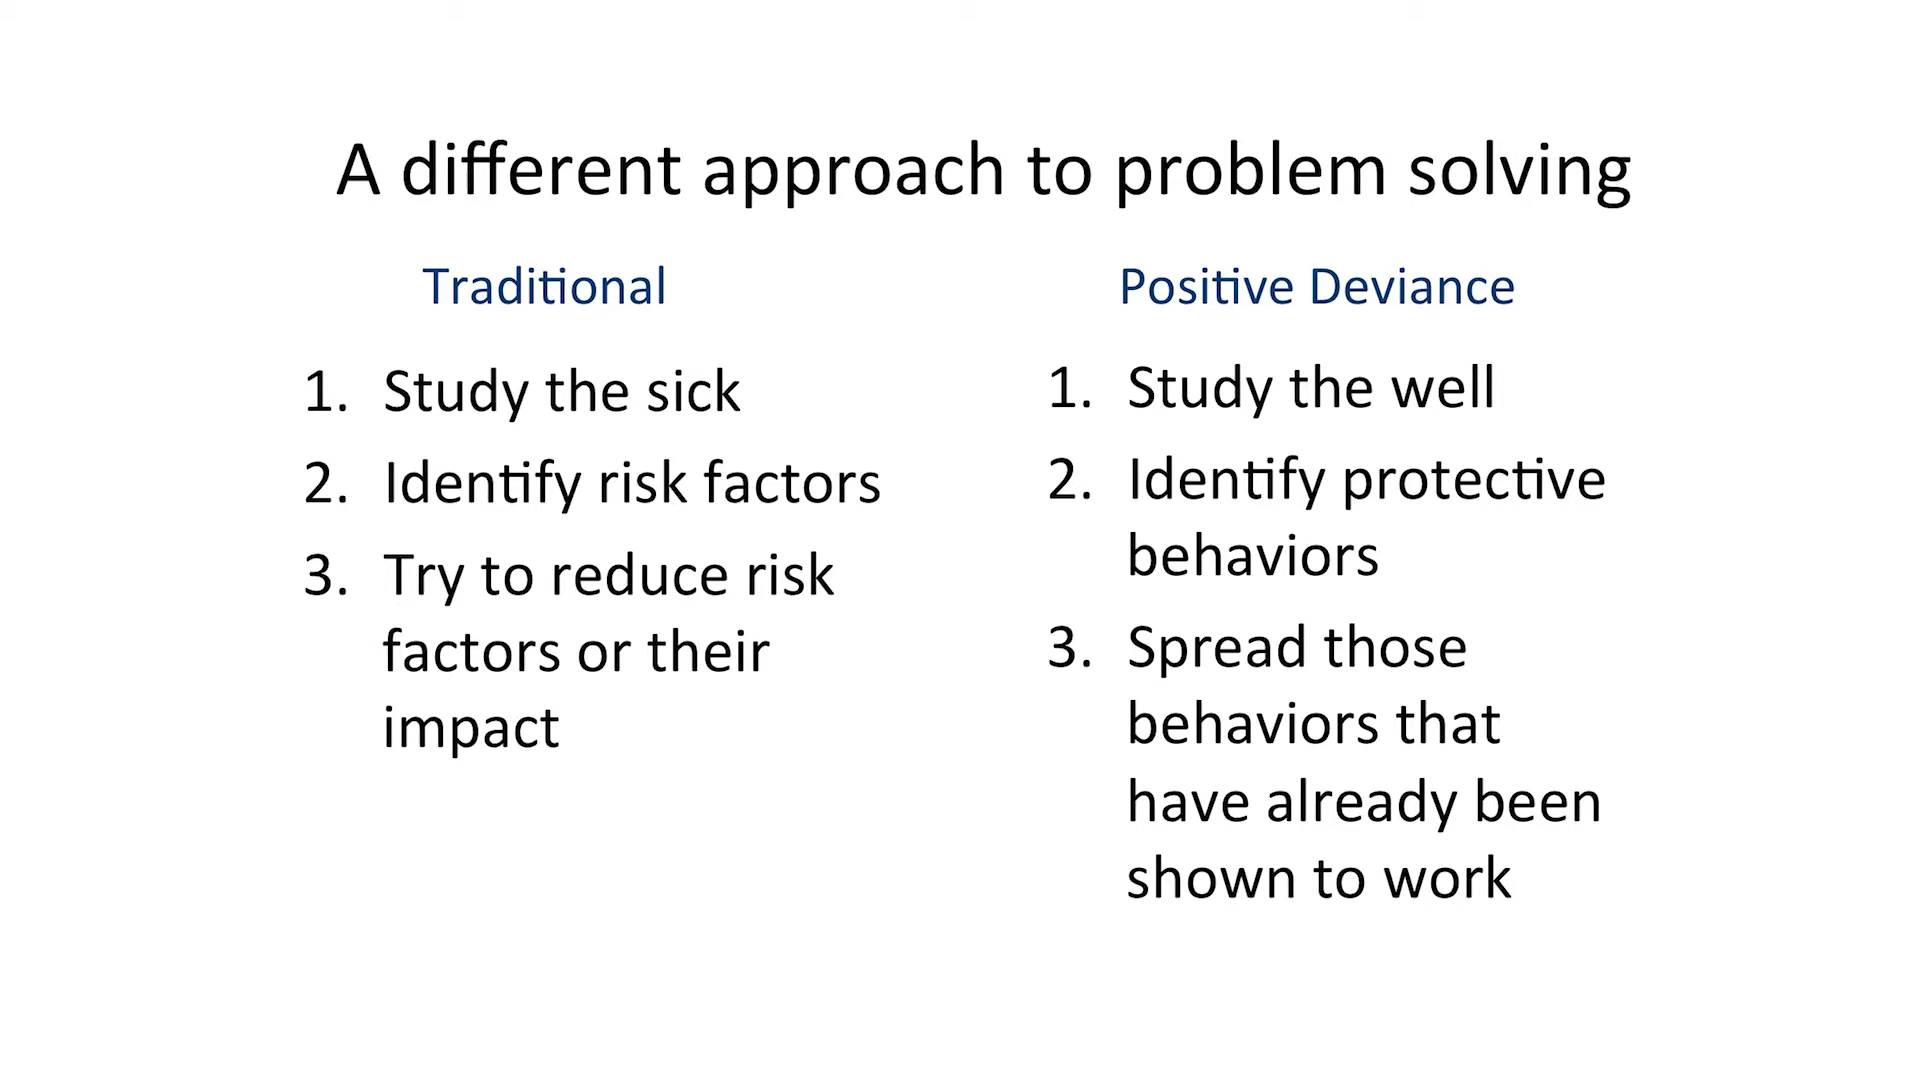 A different approach to problem solving
Traditional
1. Study the sick
2. Identify risk factors
3. Try to reduce risk
factors or their
impact
Positive Deviance
1. Study the well
2. Identify protective
behaviors
3. Spread those
behaviors that
have already been
shown to work